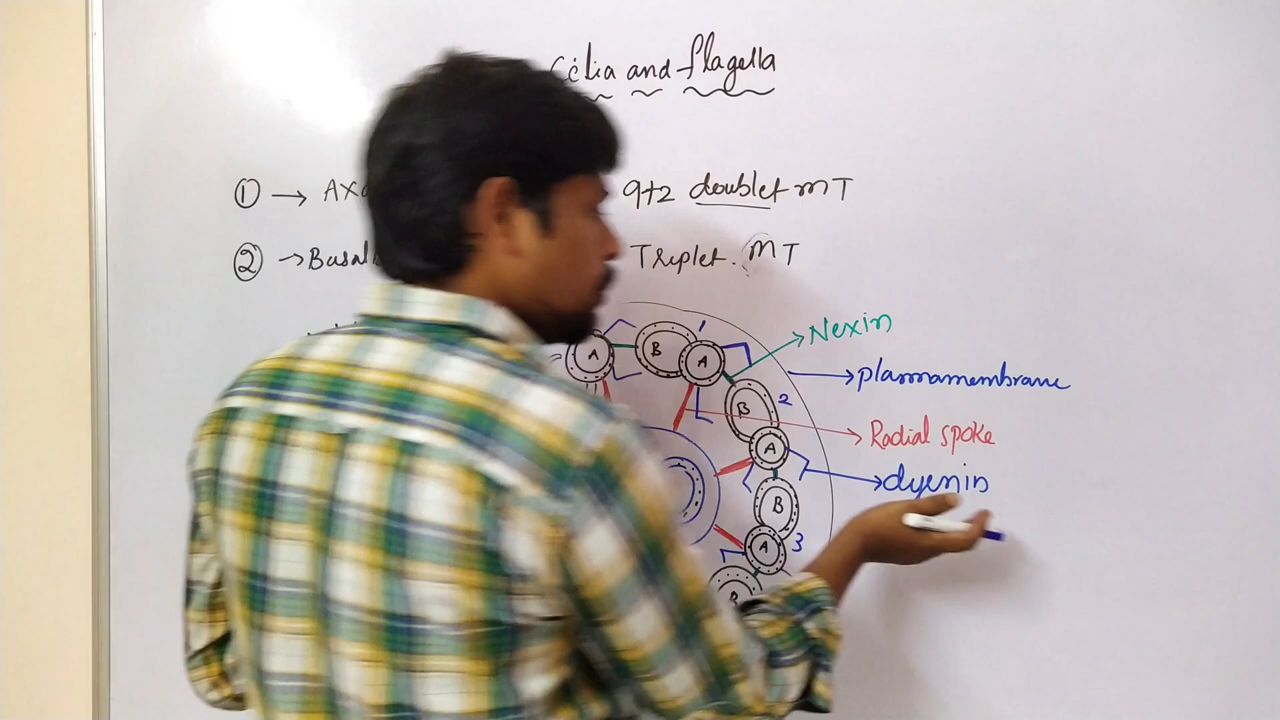 Cilia and flagella
① → 9+2 doublet MT
② → Basal Triplet. MT
Nexin
plasmamembrane
Radial spoke
dyenin
A B 1 A
B 2
A
B
A 3
B